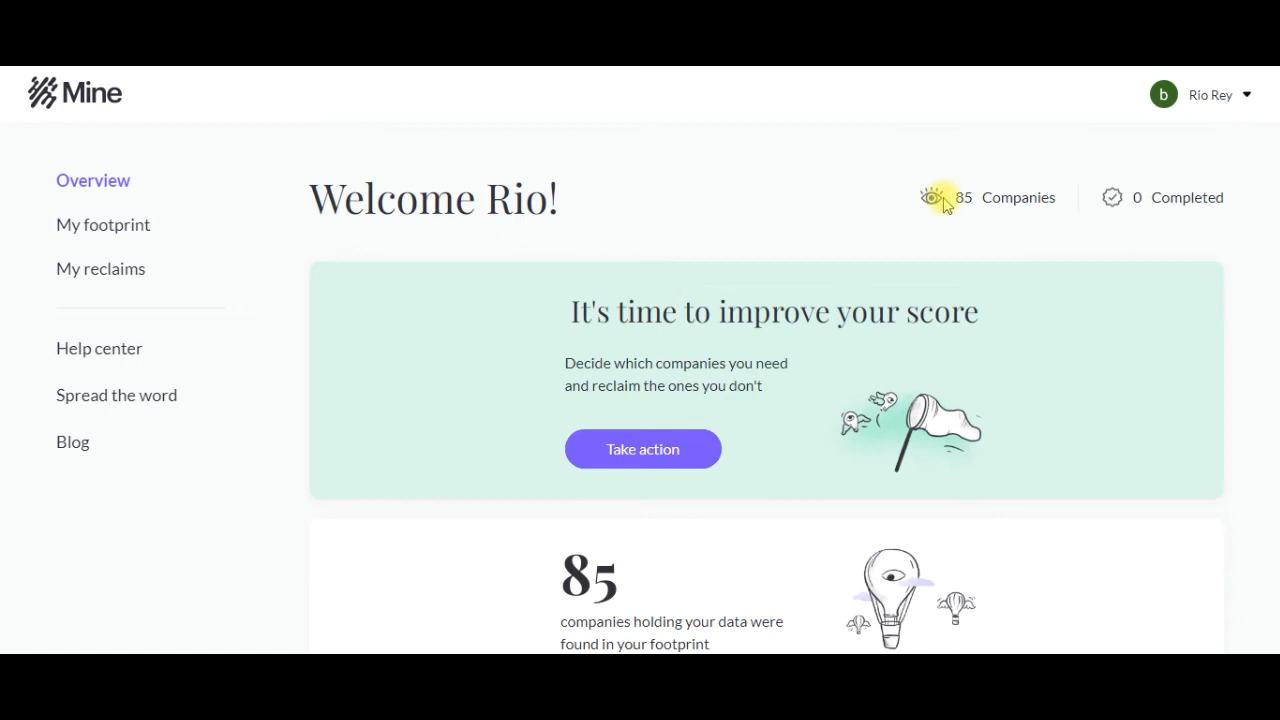 Mine
b Rio Rey
Overview
My footprint
My reclaims
Help center
Spread the word
Blog
Welcome Rio!
85 Companies
0 Completed
It's time to improve your score
Decide which companies you need
and reclaim the ones you don't
Take action
85
companies holding your data were
found in your footprint